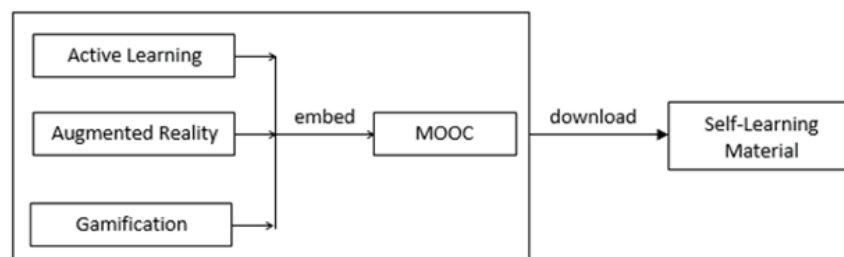 Active Learning
Augmented Reality
Gamification
embed
MOOC
download
Self-Learning
Material